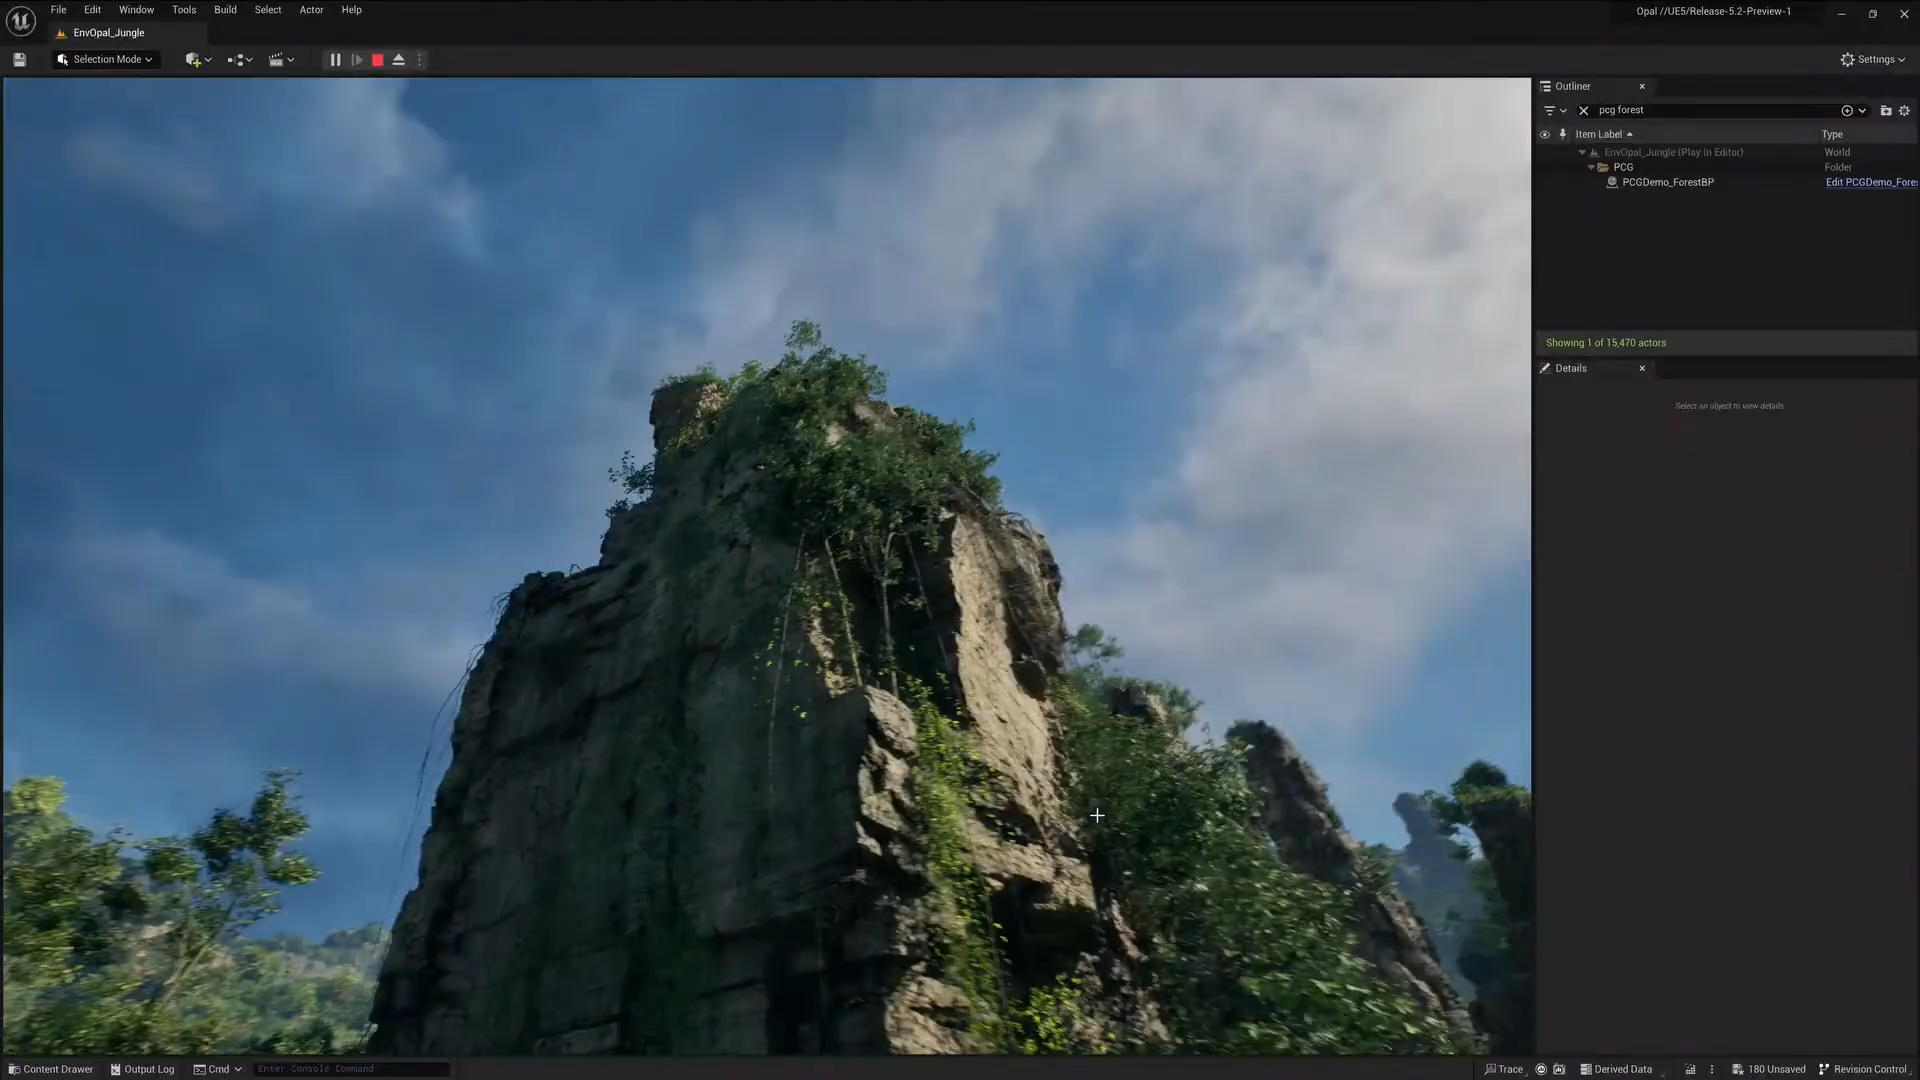 File Edit Window Tools Build Select Actor Help
Opal //UE5/Release-5.2-Preview-1
EnvOpal_Jungle
Selection Mode
Settings
Outliner
pcg forest
Item Label Type
EnvOpal_Jungle (Play In Editor) World
PCG Folder
PCGDemo_ForestBP Edit PCGDemo_Fores
Showing 1 of 15,470 actors
Details
Select an object to view details
Content Drawer Output Log Cmd Enter Console Command Trace Derived Data 180 Unsaved Revision Control